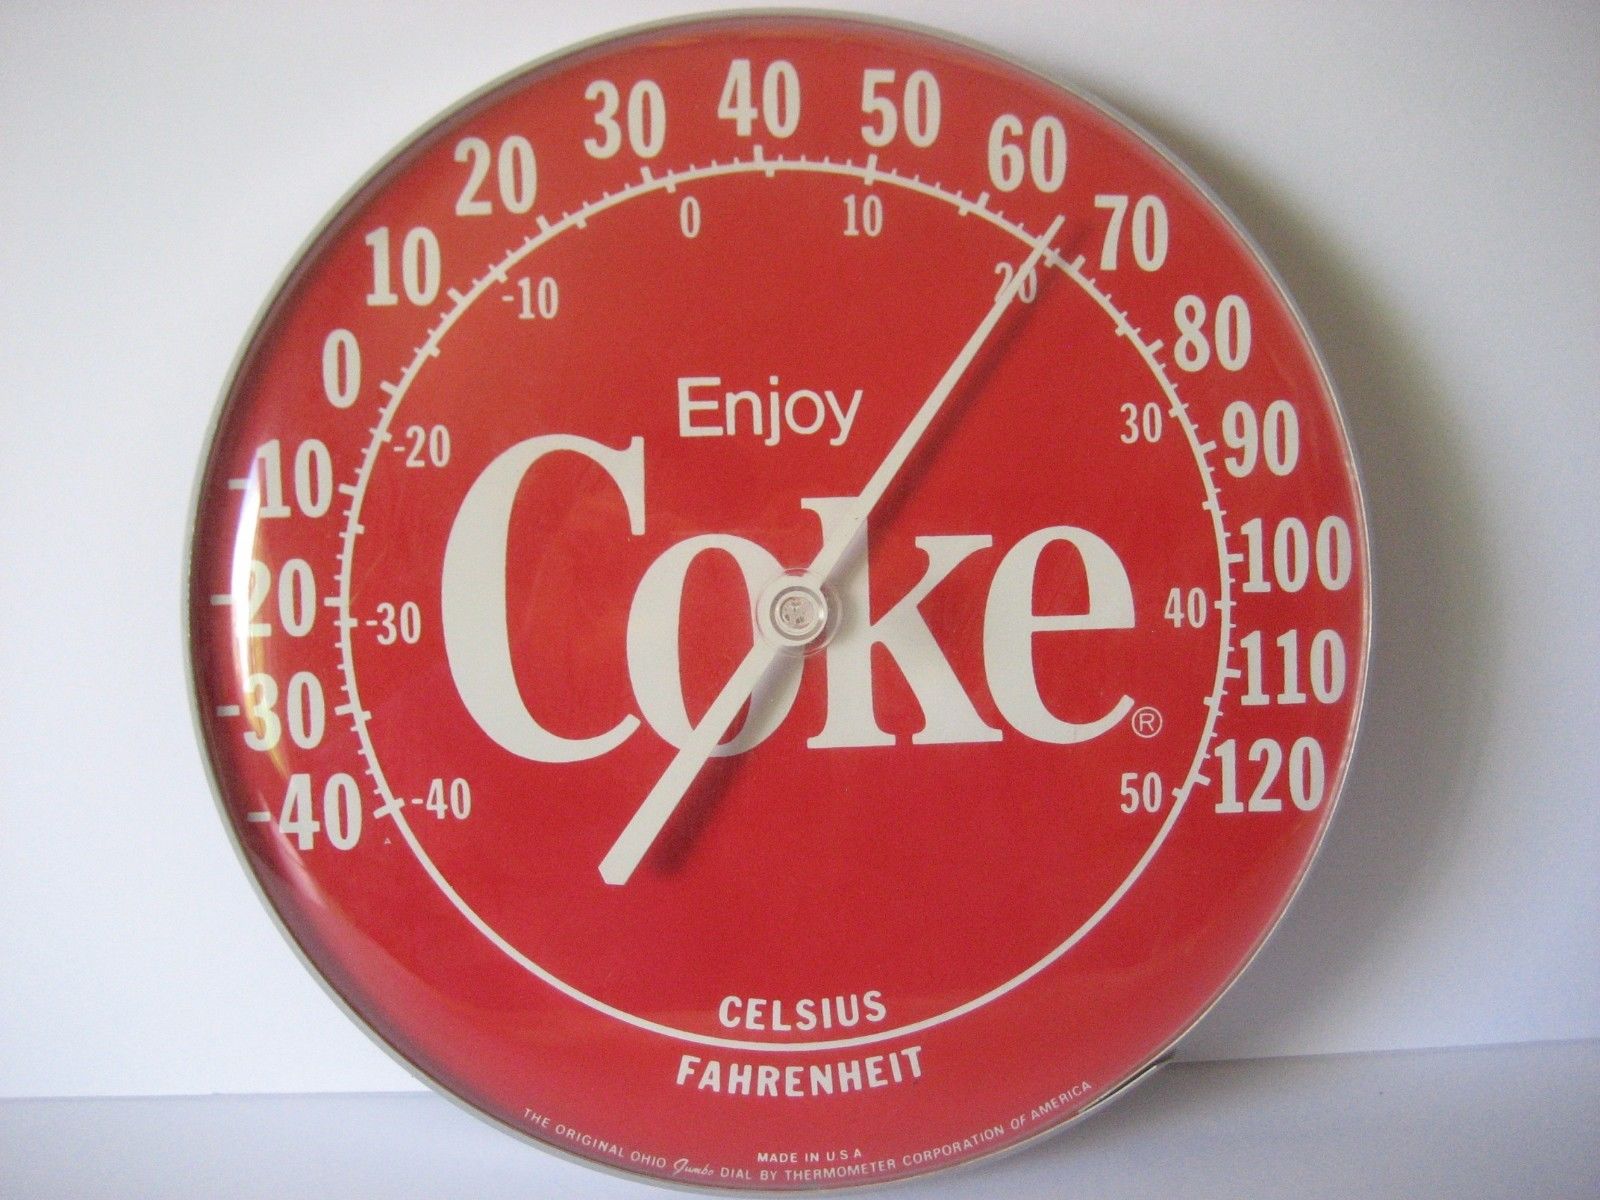 -40 -30 -20 -10 0 10 20 30 40 50 60 70 80 90 100 110 120
-40 -30 -20 -10 0 10 20 30 40 50
Enjoy
Coke®
CELSIUS
FAHRENHEIT
MADE IN U.S.A
THE ORIGINAL OHIO Jumbo DIAL BY THERMOMETER CORPORATION OF AMERICA